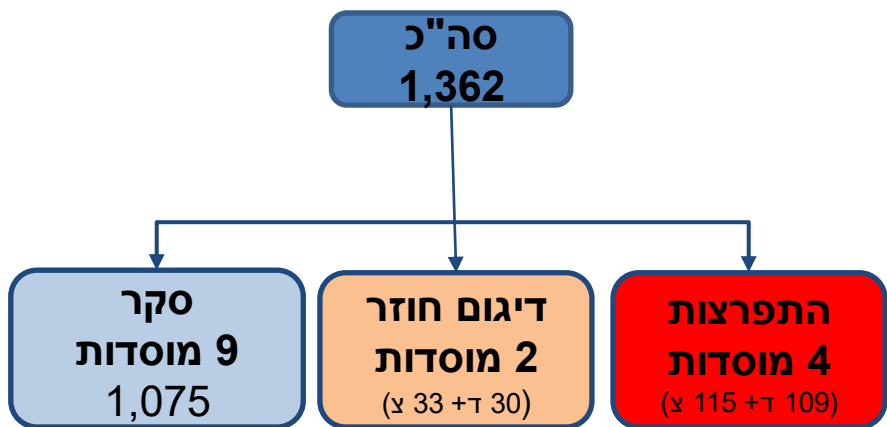 סה"כ
1,362
התפרצות
4 מוסדות
(109 ד+ 115 צ)
דיגום חוזר
2 מוסדות
(30 ד+ 33 צ)
סקר
9 מוסדות
1,075